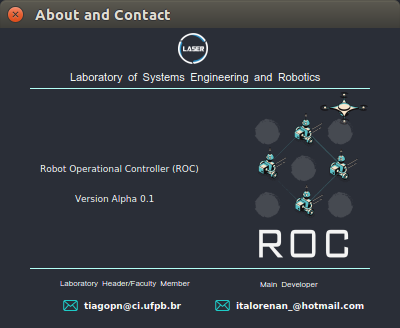 About and Contact
LASER
Laboratory of Systems Engineering and Robotics
Robot Operational Controller (ROC)
Version Alpha 0.1
ROC
Laboratory Header/Faculty Member
Main Developer
tiagopn@ci.ufpb.br
italorenan_@hotmail.com